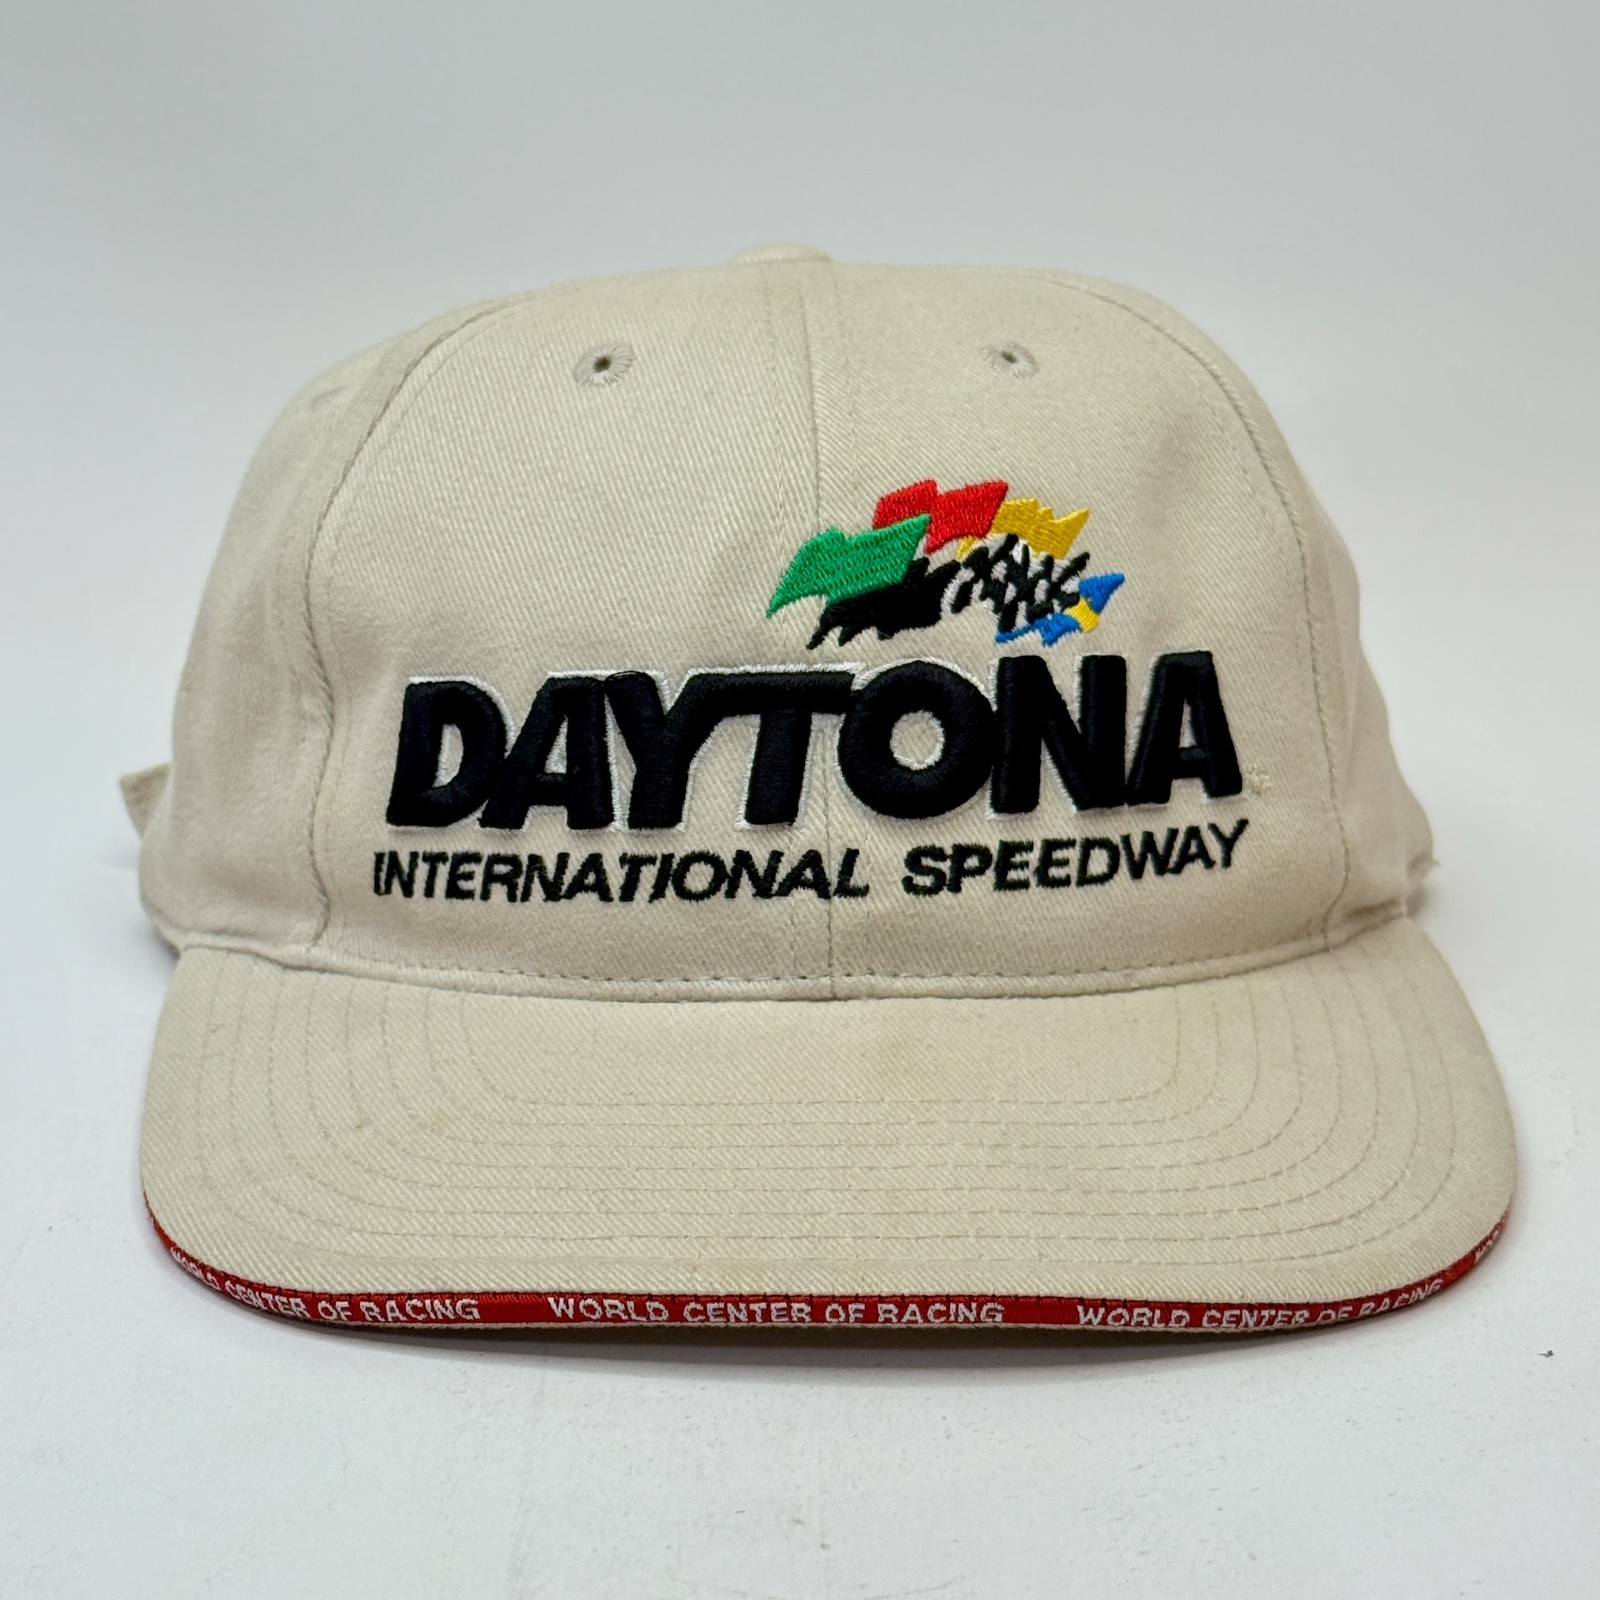 DAYTONA
INTERNATIONAL SPEEDWAY
WORLD CENTER OF RACING WORLD CENTER OF RACING WORLD CENTER OF RACING